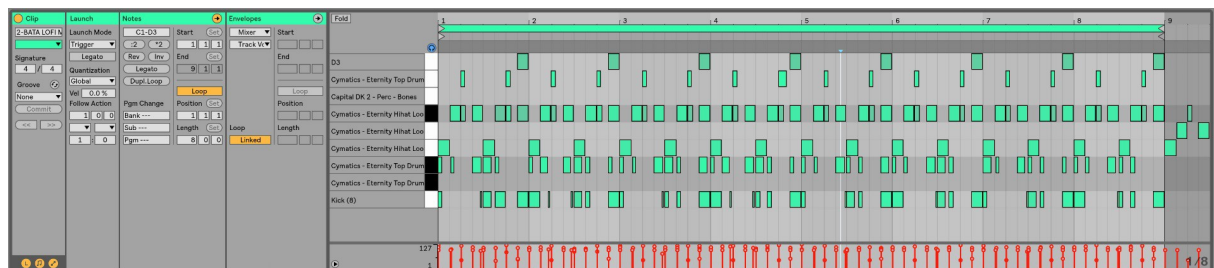 Clip
2-BATA LOFI M
Signature
4 / 4
Groove
None
Commit
<< >>
Launch
Launch Mode
Trigger
Legato
Quantization
Global
Vel 0.0 %
Follow Action
1 0 0
1 : 0
Notes
C1-D3
:2 *2
Rev Inv
Legato
Dupl.Loop
Pgm Change
Bank ---
Sub ---
Pgm ---
Start Set
1 1 1
End Set
9 1 1
Loop
Position Set
1 1 1
Length Set
8 0 0
Envelopes
Mixer
Track Vo
Loop
Linked
Start
End
Loop
Position
Length
Fold
1 2 3 4 5 6 7 8 9
D3
Cymatics - Eternity Top Drum
Capital DK 2 - Perc - Bones
Cymatics - Eternity Hihat Loo
Cymatics - Eternity Hihat Loo
Cymatics - Eternity Hihat Loo
Cymatics - Eternity Top Drum
Cymatics - Eternity Top Drum
Kick (8)
127
1
1/8